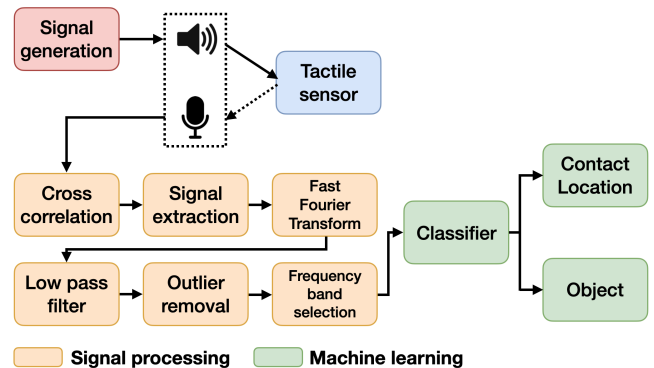 Signal
generation
Tactile
sensor
Cross
correlation
Signal
extraction
Fast
Fourier
Transform
Low pass
filter
Outlier
removal
Frequency
band
selection
Classifier
Contact
Location
Object
Signal processing
Machine learning